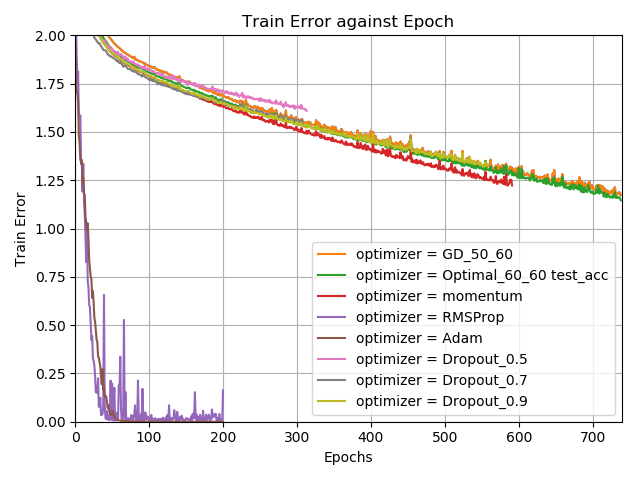 Train Error against Epoch
Train Error
2.00
1.75
1.50
1.25
1.00
0.75
0.50
0.25
0.00
optimizer = GD_50_60
optimizer = Optimal_60_60 test_acc
optimizer = momentum
optimizer = RMSProp
optimizer = Adam
optimizer = Dropout_0.5
optimizer = Dropout_0.7
optimizer = Dropout_0.9
0 100 200 300 400 500 600 700
Epochs